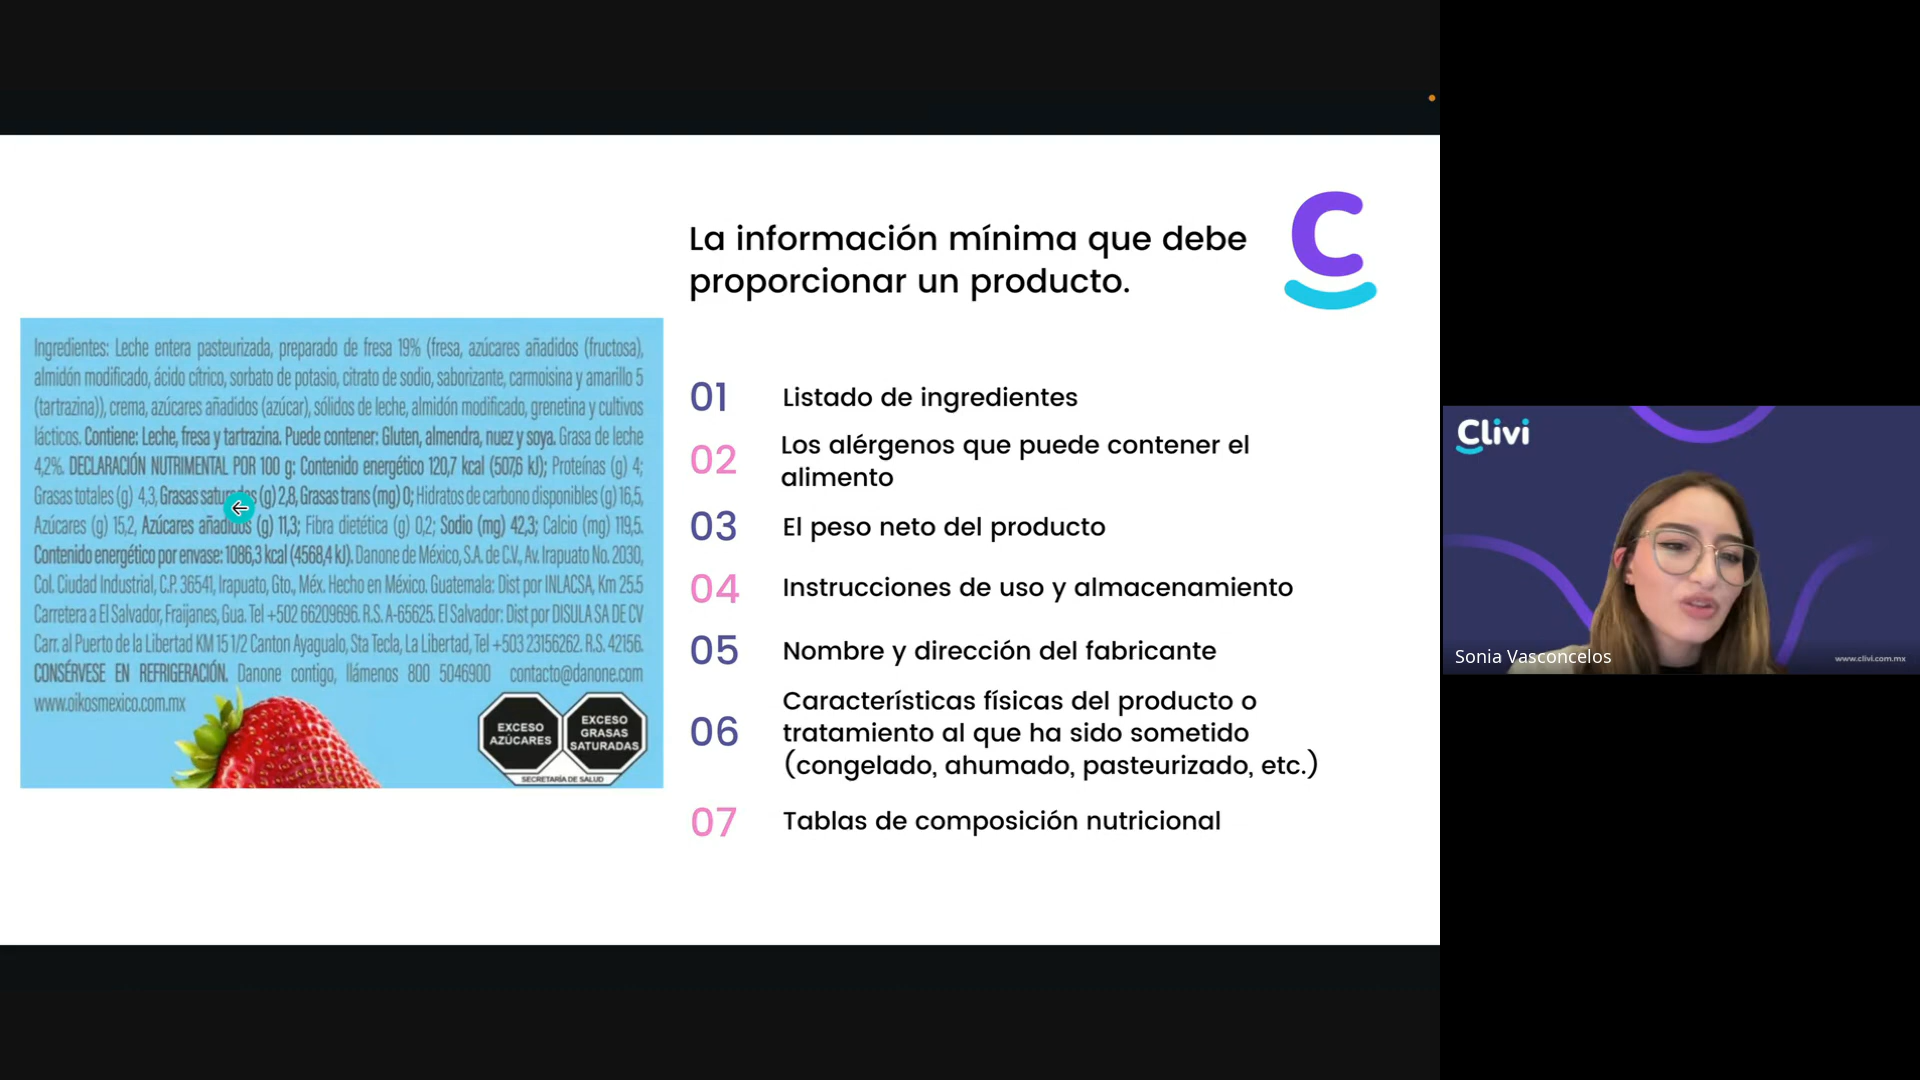 La información mínima que debe
proporcionar un producto.
C
Ingredientes: Leche entera pasteurizada, preparado de fresa 19% (fresa, azúcares añadidos (fructosa),
almidón modificado, ácido cítrico, sorbato de potasio, citrato de sodio, saborizante, carmoisina y amarillo 5
(tartrazina)), crema, azúcares añadidos (azúcar), sólidos de leche, almidón modificado, grenetina y cultivos
lácticos. Contiene: Leche, fresa y tartrazina. Puede contener: Gluten, almendra, nuez y soya. Grasa de leche
4,2%. DECLARACIÓN NUTRIMENTAL POR 100 g: Contenido energético 120,7 kcal (507,6 kJ); Proteínas (g) 4;
Grasas totales (g) 4,3, Grasas saturadas (g) 2,8, Grasas trans (mg) 0; Hidratos de carbono disponibles (g) 16,5,
Azúcares (g) 15,2, Azúcares añadidos (g) 11,3; Fibra dietética (g) 0,2; Sodio (mg) 42,3; Calcio (mg) 119,5.
Contenido energético por envase: 1086,3 kcal (4568,4 kJ). Danone de México, S.A. de C.V., Av. Irapuato No. 2030,
Col. Ciudad Industrial, C.P. 36541, Irapuato, Gto., Méx. Hecho en México. Guatemala: Dist por INLACSA, Km 25.5
Carretera a El Salvador, Fraijanes, Gua. Tel +502 66209696. R.S. A-65625. El Salvador: Dist por DISULA SA DE CV
Carr. al Puerto de la Libertad KM 15 1/2 Canton Ayagualo, Sta Tecla, La Libertad, Tel +503 23156262. R.S. 42156.
CONSÉRVESE EN REFRIGERACIÓN. Danone contigo, llámenos 800 5046900 contacto@danone.com
www.oikosmexico.com.mx
EXCESO
AZÚCARES
EXCESO
GRASAS
SATURADAS
SECRETARÍA DE SALUD
01 Listado de ingredientes
02 Los alérgenos que puede contener el
alimento
03 El peso neto del producto
04 Instrucciones de uso y almacenamiento
05 Nombre y dirección del fabricante
06 Características físicas del producto o
tratamiento al que ha sido sometido
(congelado, ahumado, pasteurizado, etc.)
07 Tablas de composición nutricional
Clivi
Sonia Vasconcelos
www.clivi.com.mx